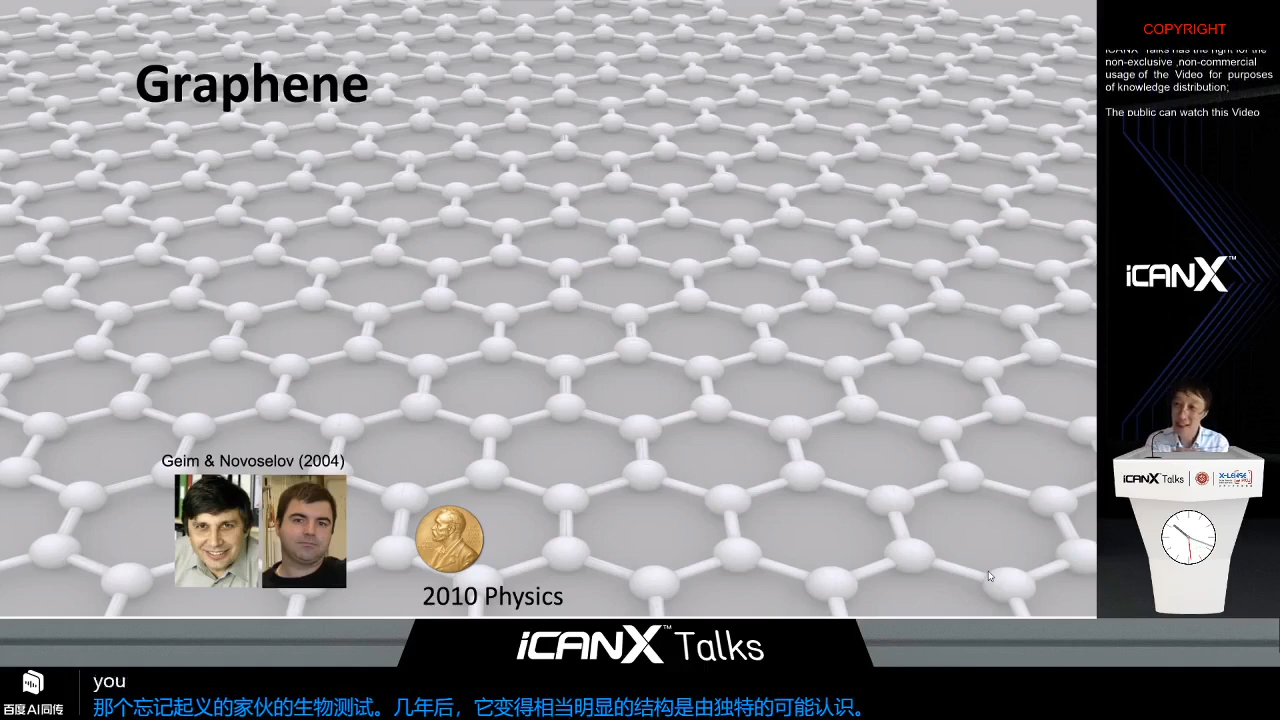 Graphene
Geim & Novoselov (2004)
2010 Physics
COPYRIGHT
iCANX Talks has the right for the
non-exclusive ,non-commercial
usage of the Video for purposes
of knowledge distribution;
The public can watch this Video
iCANX™
iCANX Talks
X-LENSE
iCANX™ Talks
百度AI同传
you
那个忘记起义的家伙的生物测试。几年后，它变得相当明显的结构是由独特的可能认识。